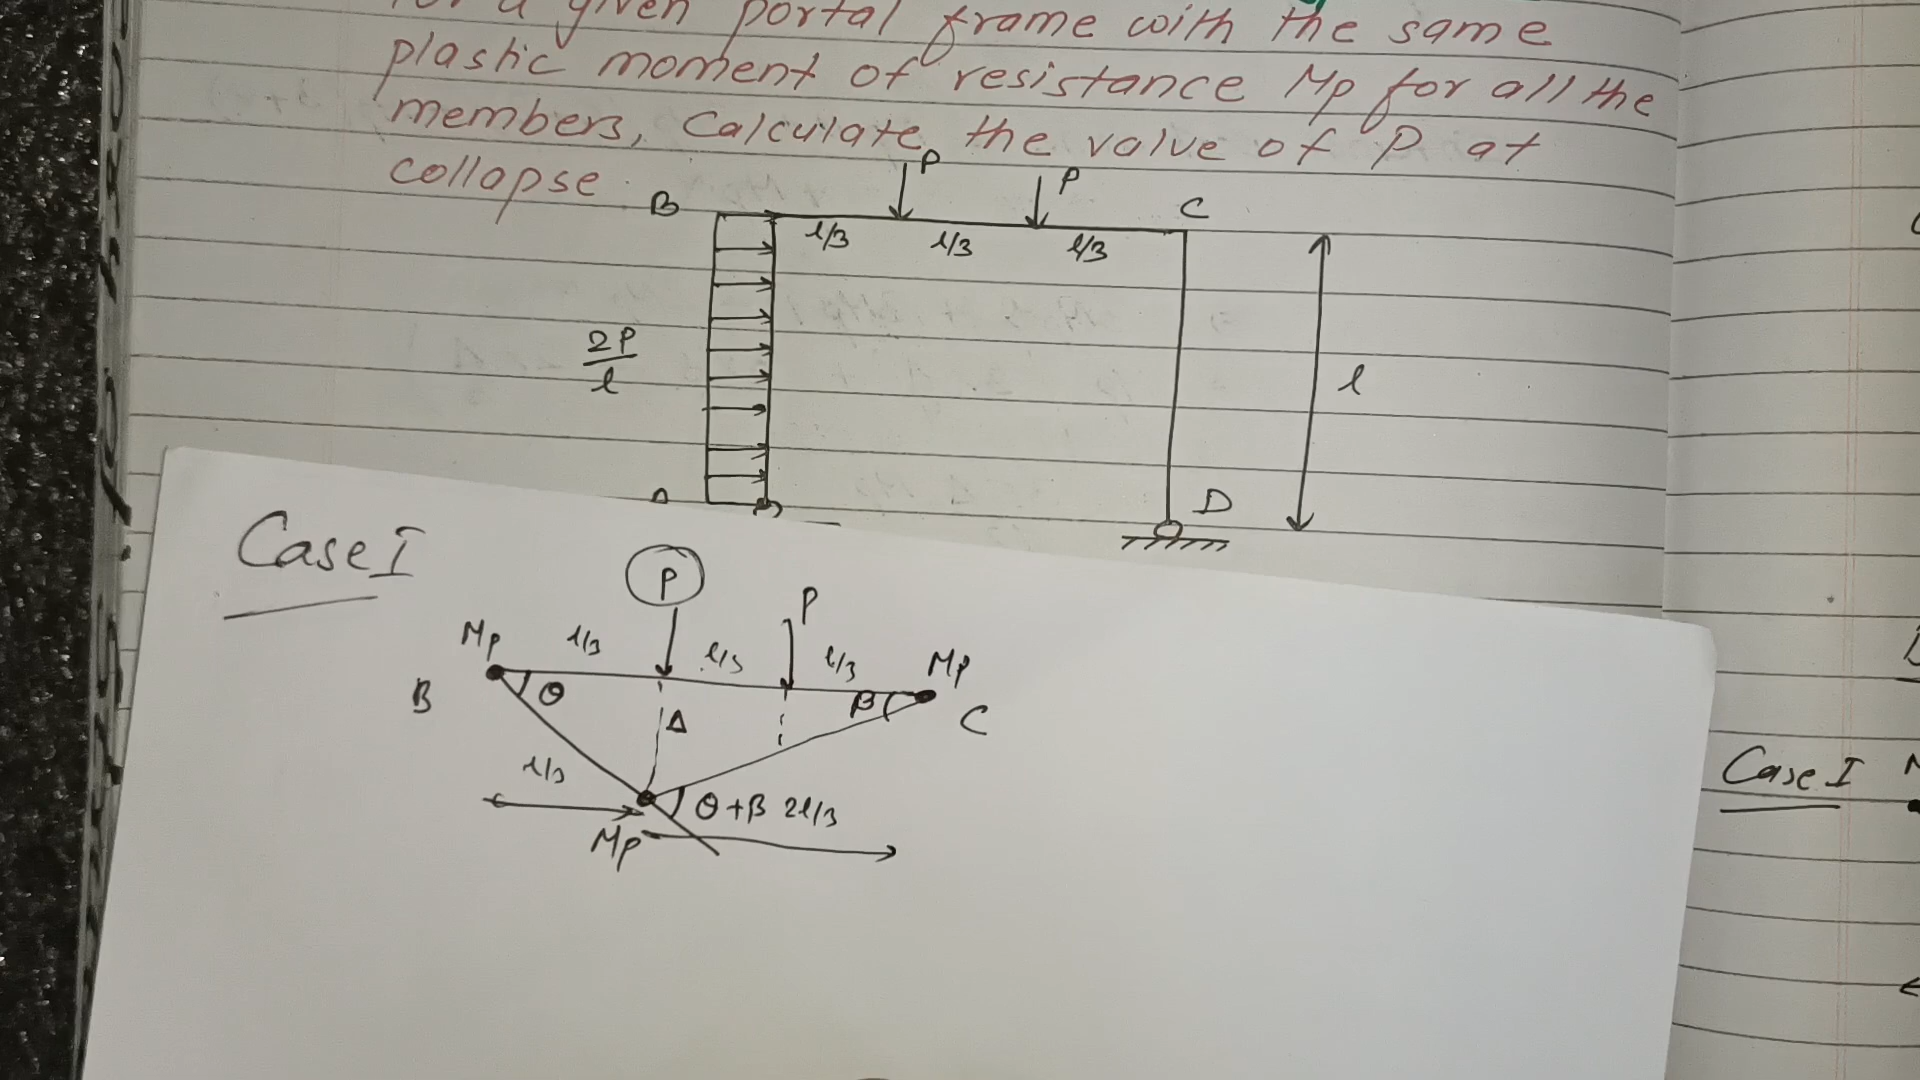 given portal frame with the same
plastic moment of resistance Mp for all the
members, Calculate the value of P at
collapse
P
P
B
C
l/3
l/3
l/3
2P
l
l
A
D
Case I
P
P
Mp
l/3
l/3
l/3
Mp
B
θ
Δ
β
C
l/3
θ+β
2l/3
Mp
Case I